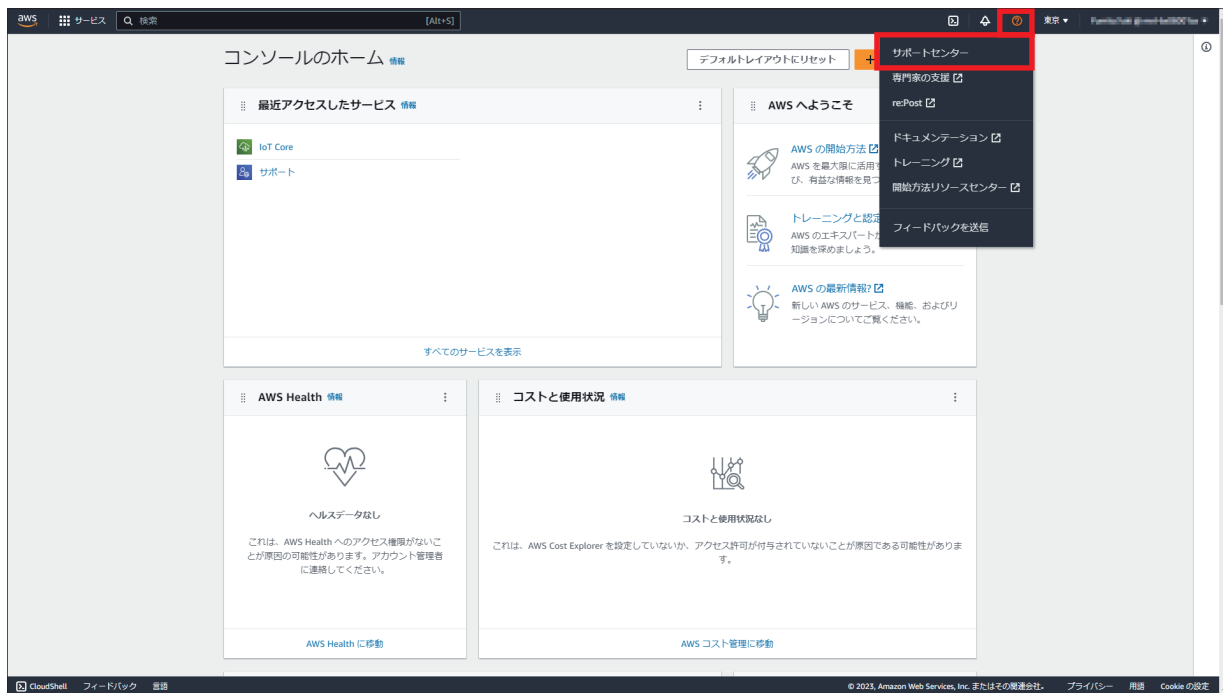 aws サービス 検索 [Alt+S] 東京
コンソールのホーム 情報
デフォルトレイアウトにリセット +
サポートセンター
専門家の支援
re:Post
ドキュメンテーション
トレーニング
開始方法リソースセンター
フィードバックを送信
最近アクセスしたサービス 情報
IoT Core
サポート
すべてのサービスを表示
AWS へようこそ
AWS の開始方法
AWS を最大限に活用
び、有益な情報を見つ
トレーニングと認定
AWS のエキスパート
知識を深めましょう。
AWS の最新情報?
新しい AWS のサービス、機能、およびリ
ージョンについてご覧ください。
AWS Health 情報
ヘルスデータなし
これは、AWS Health へのアクセス権限がないこ
とが原因の可能性があります。アカウント管理者
に連絡してください。
AWS Health に移動
コストと使用状況 情報
コストと使用状況なし
これは、AWS Cost Explorer を設定していないか、アクセス許可が付与されていないことが原因である可能性がありま
す。
AWS コスト管理に移動
CloudShell フィードバック 言語 © 2023, Amazon Web Services, Inc. またはその関連会社。 プライバシー 用語 Cookie の設定